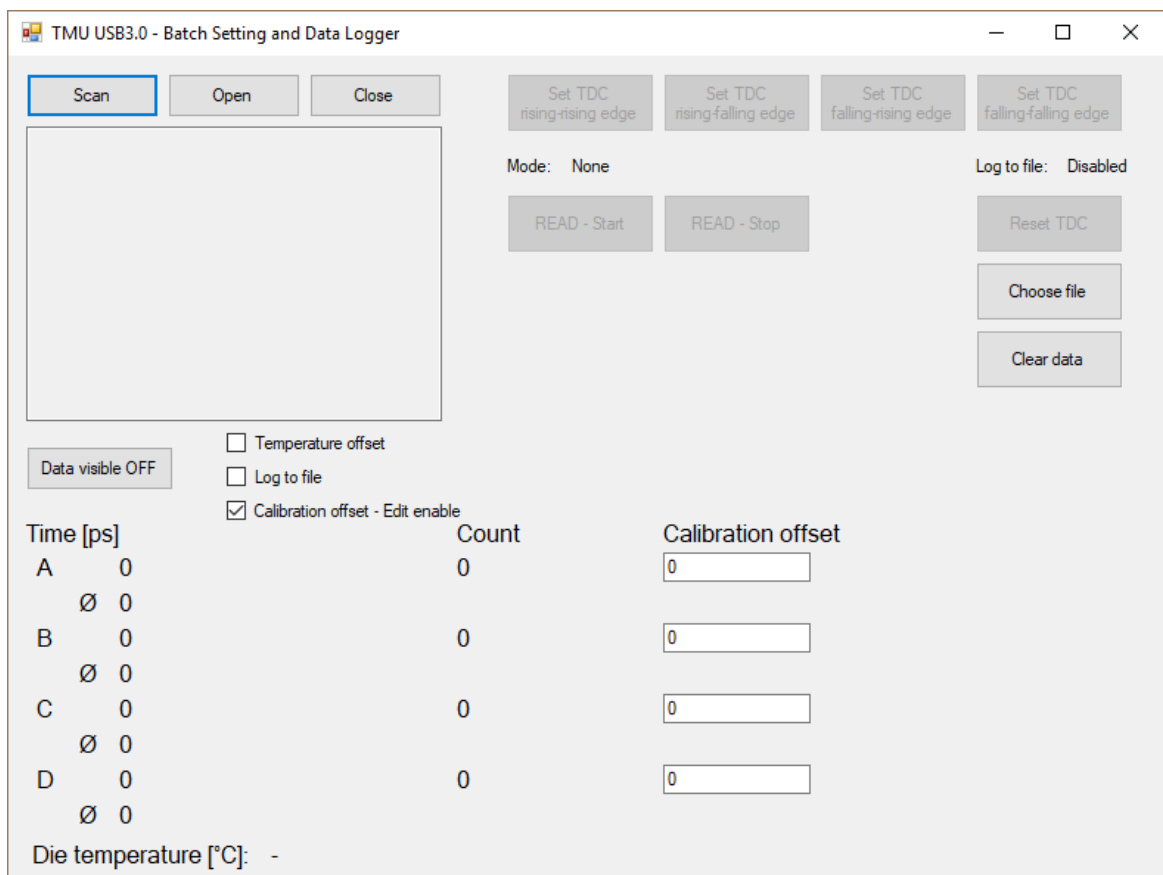 TMU USB3.0 - Batch Setting and Data Logger
Scan Open Close
Set TDC
rising-rising edge
Set TDC
rising-falling edge
Set TDC
falling-rising edge
Set TDC
falling-falling edge
Mode: None
Log to file: Disabled
READ - Start READ - Stop Reset TDC
Choose file
Clear data
Data visible OFF
Temperature offset
Log to file
Calibration offset - Edit enable
Time [ps] Count Calibration offset
A 0 0 0
Ø 0
B 0 0 0
Ø 0
C 0 0 0
Ø 0
D 0 0 0
Ø 0
Die temperature [°C]: -